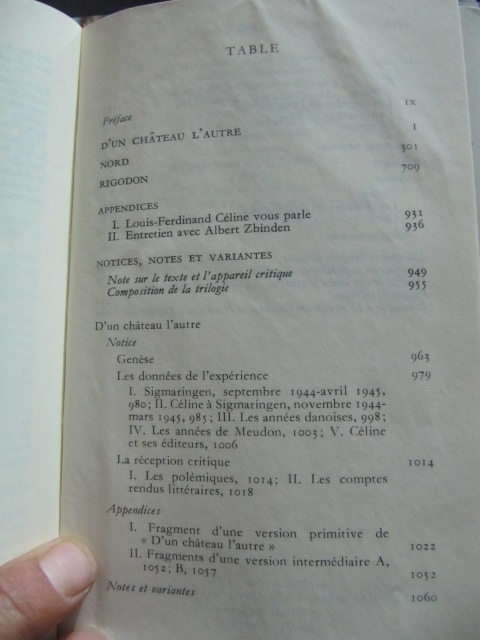 TABLE
Préface IX
D'UN CHÂTEAU L'AUTRE I
NORD 301
RIGODON 709
APPENDICES
I. Louis-Ferdinand Céline vous parle 931
II. Entretien avec Albert Zbinden 936
NOTICES, NOTES ET VARIANTES
Note sur le texte et l'appareil critique 949
Composition de la trilogie 955
D'un château l'autre
Notice
Genèse 963
Les données de l'expérience 979
I. Sigmaringen, septembre 1944-avril 1945,
980; II. Céline à Sigmaringen, novembre 1944-
mars 1945, 985; III. Les années danoises, 998;
IV. Les années de Meudon, 1003; V. Céline
et ses éditeurs, 1006
La réception critique 1014
I. Les polémiques, 1014; II. Les comptes
rendus littéraires, 1018
Appendices
I. Fragment d'une version primitive de
« D'un château l'autre » 1022
II. Fragments d'une version intermédiaire A,
1052; B, 1057 1052
Notes et variantes 1060